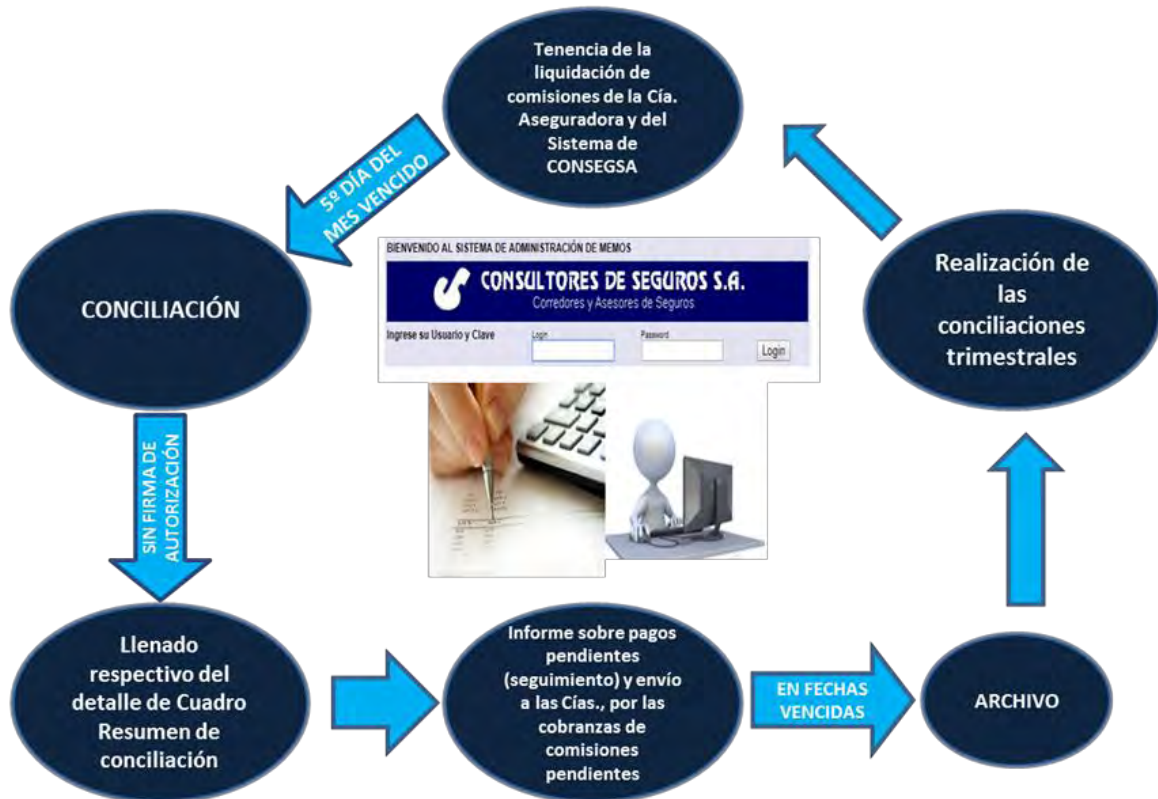 Tenencia de la
liquidación de
comisiones de la Cía.
Aseguradora y del
Sistema de
CONSEGSA
5º DÍA DEL
MES VENCIDO
CONCILIACIÓN
SIN FIRMA DE
AUTORIZACIÓN
Llenado
respectivo del
detalle de Cuadro
Resumen de
conciliación
Informe sobre pagos
pendientes
(seguimiento) y envío
a las Cías., por las
cobranzas de
comisiones
pendientes
EN FECHAS
VENCIDAS
ARCHIVO
Realización de
las
conciliaciones
trimestrales
BIENVENIDO AL SISTEMA DE ADMINISTRACIÓN DE MEMOS
CONSULTORES DE SEGUROS S.A.
Corredores y Asesores de Seguros
Ingrese su Usuario y Clave
Login
Password
Login